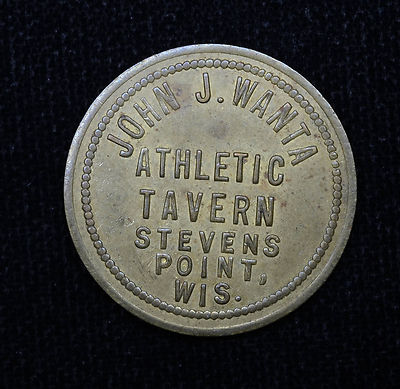 JOHN J. WANTA
ATHLETIC
TAVERN
STEVENS
POINT,
WIS.